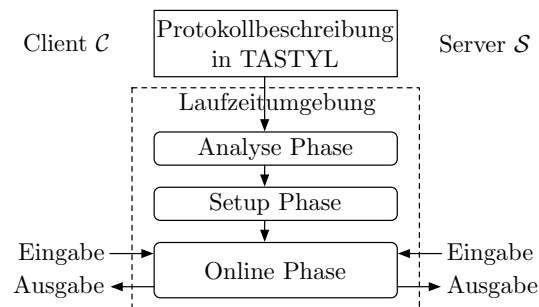 Client C
Protokollbeschreibung
in TASTYL
Server S
Laufzeitumgebung
Analyse Phase
Setup Phase
Eingabe
Ausgabe
Online Phase
Eingabe
Ausgabe